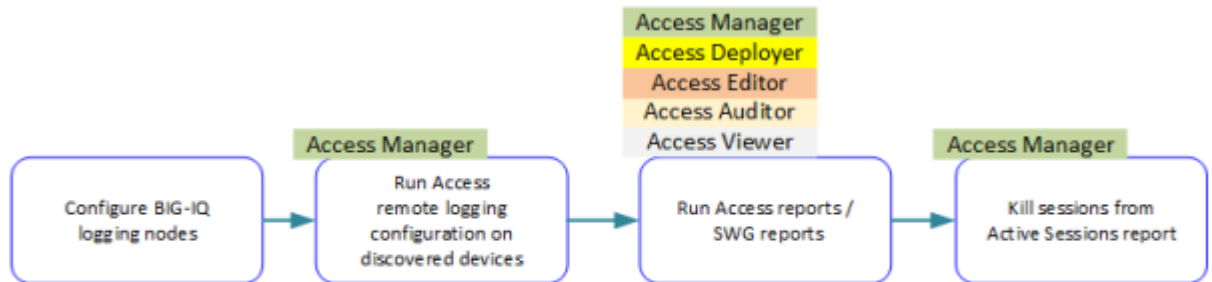 Configure BIG-IQ
logging nodes
Access Manager
Run Access
remote logging
configuration on
discovered devices
Access Manager
Access Deployer
Access Editor
Access Auditor
Access Viewer
Run Access reports /
SWG reports
Access Manager
Kill sessions from
Active Sessions report